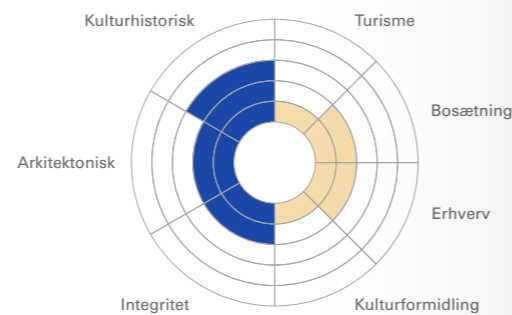 Kulturhistorisk
Turisme
Bosætning
Arkitektonisk
Erhverv
Integritet
Kulturformidling